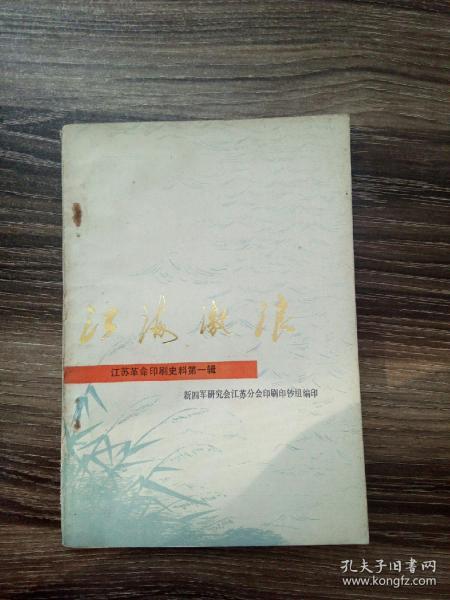 江海激浪
江苏革命印刷史料第一辑
新四军研究会江苏分会印刷印钞组编印
孔夫子旧书网
www.kongfz.com